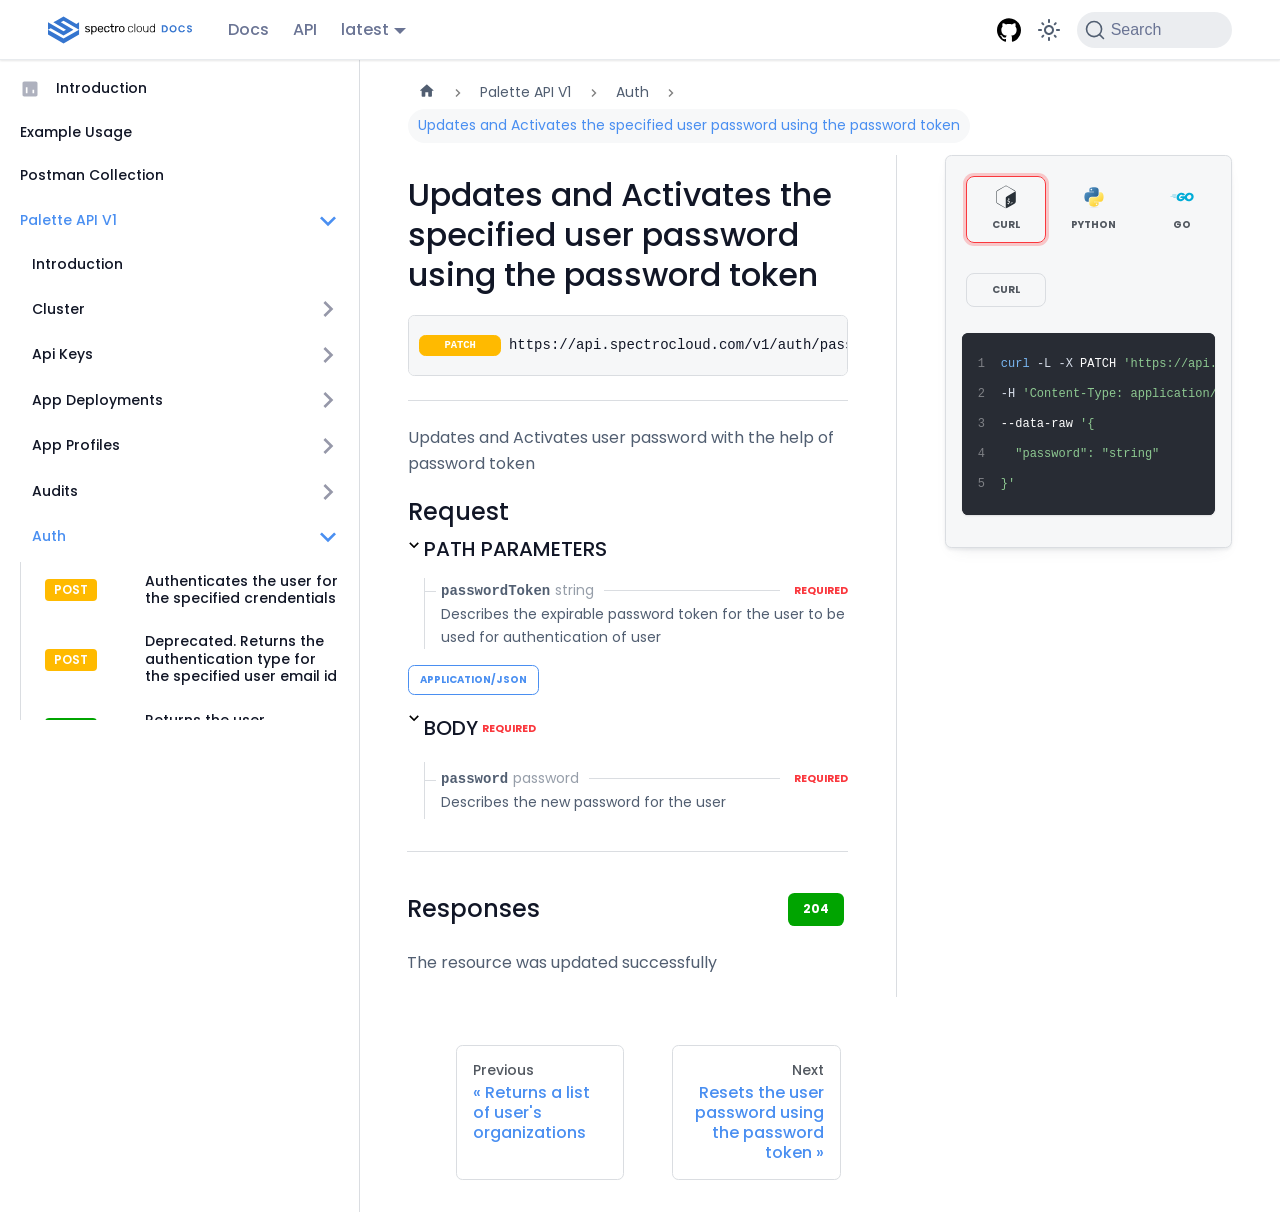 spectro cloud DOCS
Docs
API
latest
Search
Introduction
Example Usage
Postman Collection
Palette API V1
Introduction
Cluster
Api Keys
App Deployments
App Profiles
Audits
Auth
POST
Authenticates the user for
the specified crendentials
POST
Deprecated. Returns the
authentication type for
the specified user email id
Returns the user
Palette API V1
Auth
Updates and Activates the specified user password using the password token
Updates and Activates the
specified user password
using the password token
PATCH https://api.spectrocloud.com/v1/auth/pas
Updates and Activates user password with the help of
password token
Request
PATH PARAMETERS
passwordToken string REQUIRED
Describes the expirable password token for the user to be
used for authentication of user
APPLICATION/JSON
BODY REQUIRED
password password REQUIRED
Describes the new password for the user
Responses
204
The resource was updated successfully
Previous
« Returns a list
of user's
organizations
Next
Resets the user
password using
the password
token »
CURL
PYTHON
GO
CURL
1 curl -L -X PATCH 'https://api.
2 -H 'Content-Type: application/
3 --data-raw '{
4 "password": "string"
5 }'